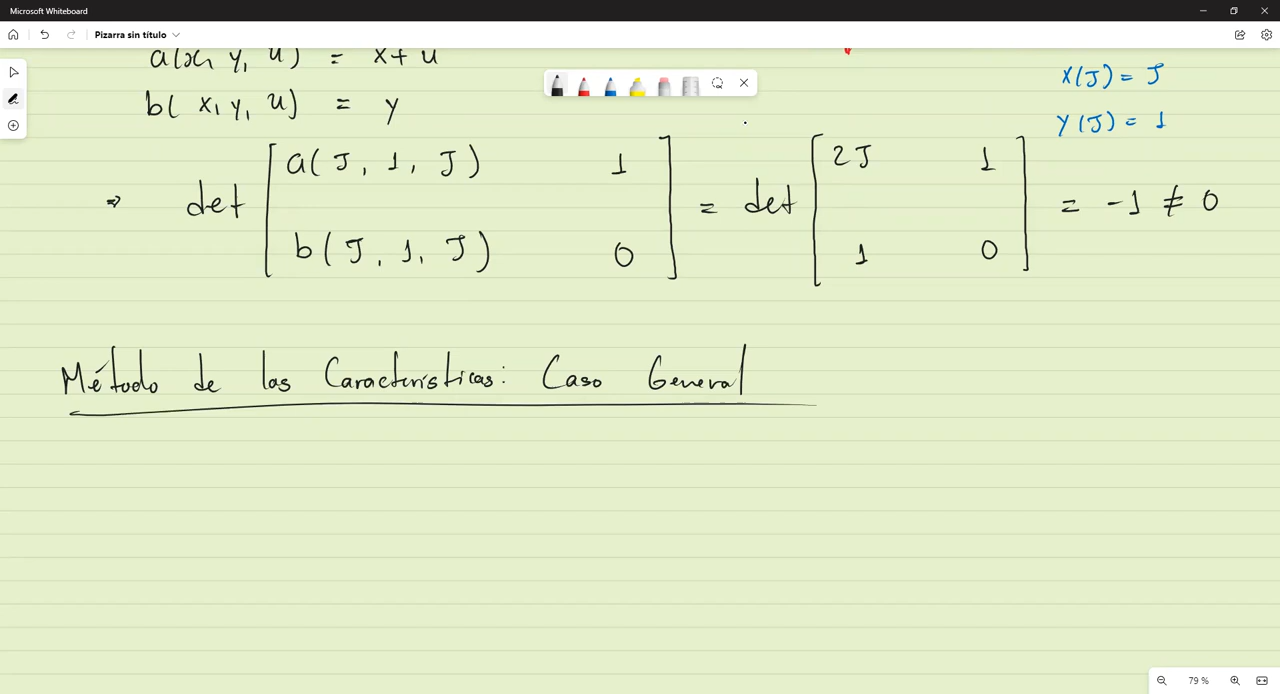 Microsoft Whiteboard
Pizarra sin título
a(x, y, u) = x + u
b(x, y, u) = y
x(J) = J
y(J) = 1
⇒ det [ a(J, 1, J) 1 ; b(J, 1, J) 0 ] = det [ 2J 1 ; 1 0 ] = -1 ≠ 0
Método de las Características: Caso General
79 %